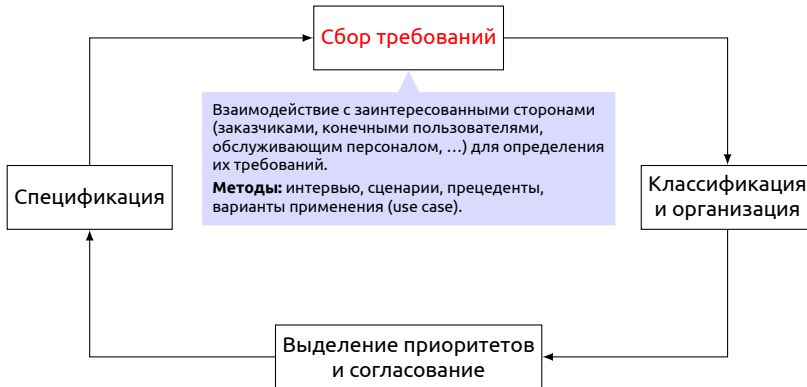 Сбор требований
Взаимодействие с заинтересованными сторонами
(заказчиками, конечными пользователями,
обслуживающим персоналом, …) для определения
их требований.
Методы: интервью, сценарии, прецеденты,
варианты применения (use case).
Спецификация
Классификация
и организация
Выделение приоритетов
и согласование